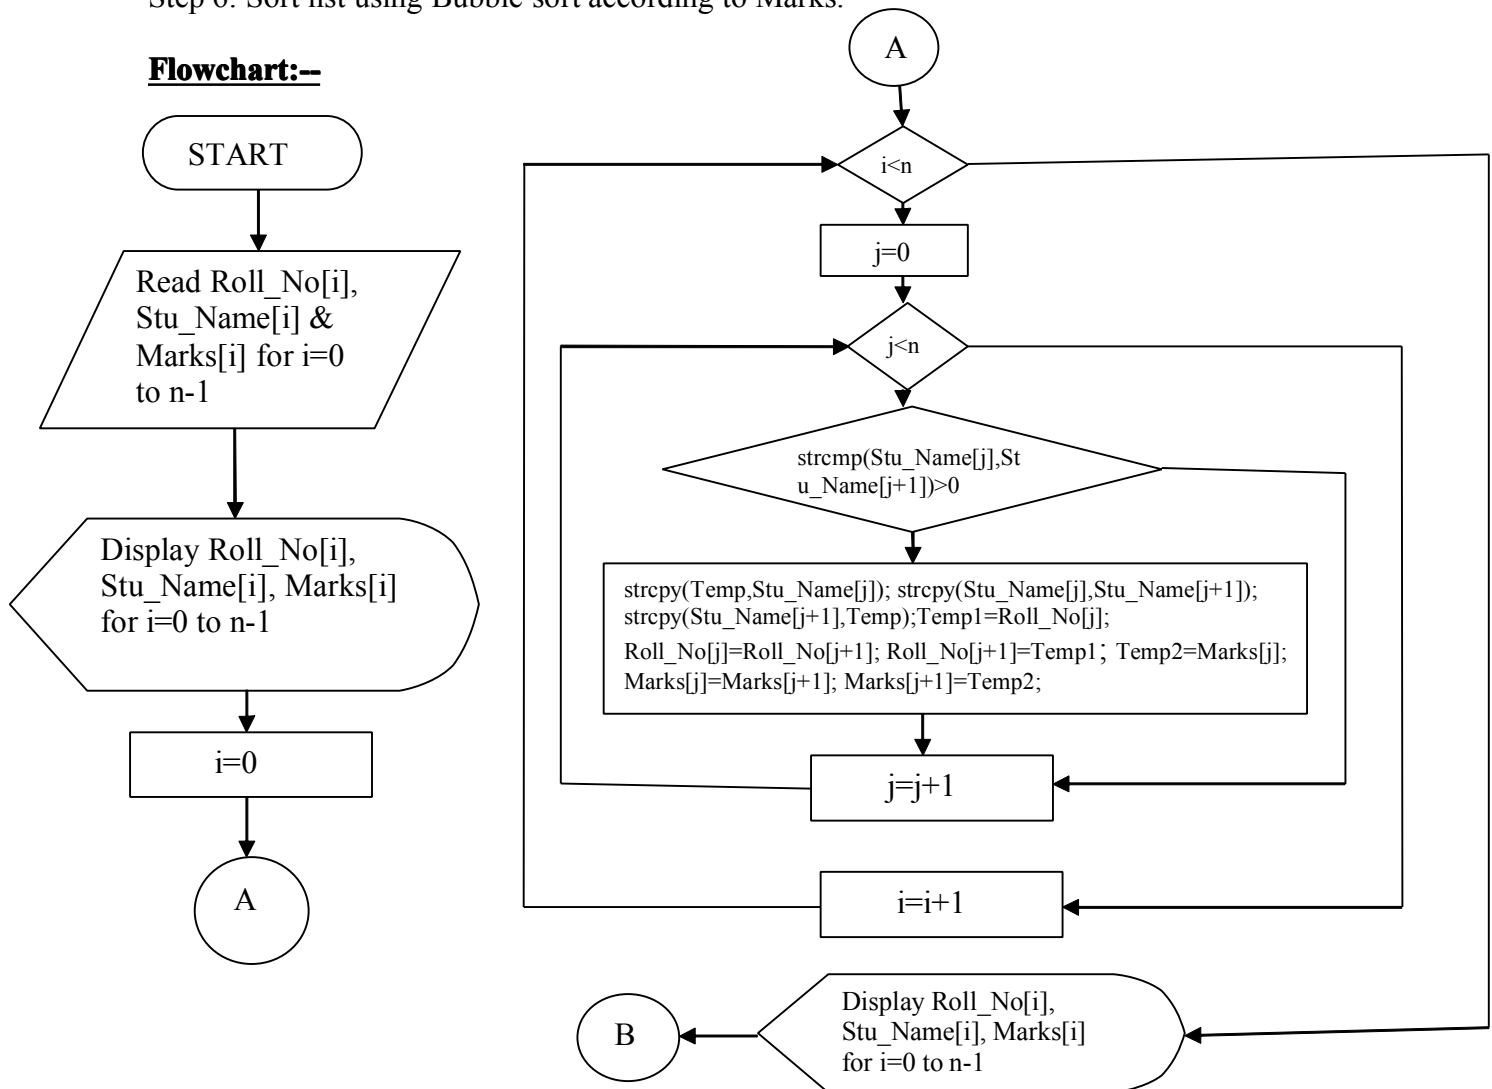 Step 6: Sort list using Bubble sort according to Marks.
Flowchart:--
START
Read Roll_No[i],
Stu_Name[i] &
Marks[i] for i=0
to n-1
Display Roll_No[i],
Stu_Name[i], Marks[i]
for i=0 to n-1
i=0
A
A
i<n
j=0
j<n
strcmp(Stu_Name[j],St
u_Name[j+1])>0
strcpy(Temp,Stu_Name[j]); strcpy(Stu_Name[j],Stu_Name[j+1]);
strcpy(Stu_Name[j+1],Temp);Temp1=Roll_No[j];
Roll_No[j]=Roll_No[j+1]; Roll_No[j+1]=Temp1; Temp2=Marks[j];
Marks[j]=Marks[j+1]; Marks[j+1]=Temp2;
j=j+1
i=i+1
Display Roll_No[i],
Stu_Name[i], Marks[i]
for i=0 to n-1
B